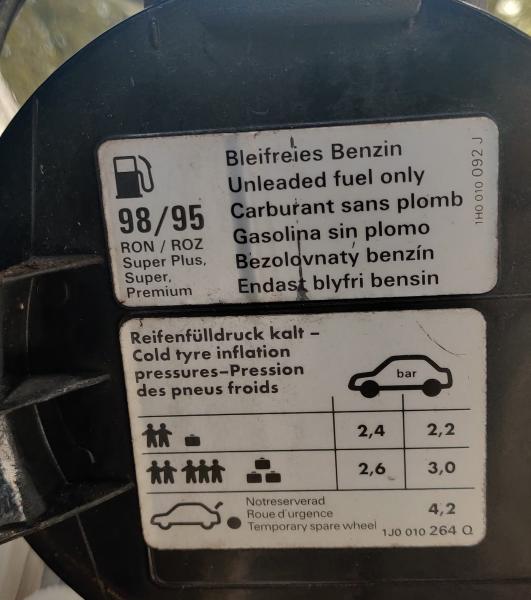 Bleifreies Benzin
Unleaded fuel only
Carburant sans plomb
Gasolina sin plomo
Bezolovnatý benzín
Endast blyfri bensin
98/95
RON / ROZ
Super Plus,
Super,
Premium
1H0 010 092 J
Reifenfülldruck kalt –
Cold tyre inflation
pressures–Pression
des pneus froids
bar
2,4 2,2
2,6 3,0
Notreserverad
Roue d'urgence
Temporary spare wheel
4,2
1J0 010 264 Q